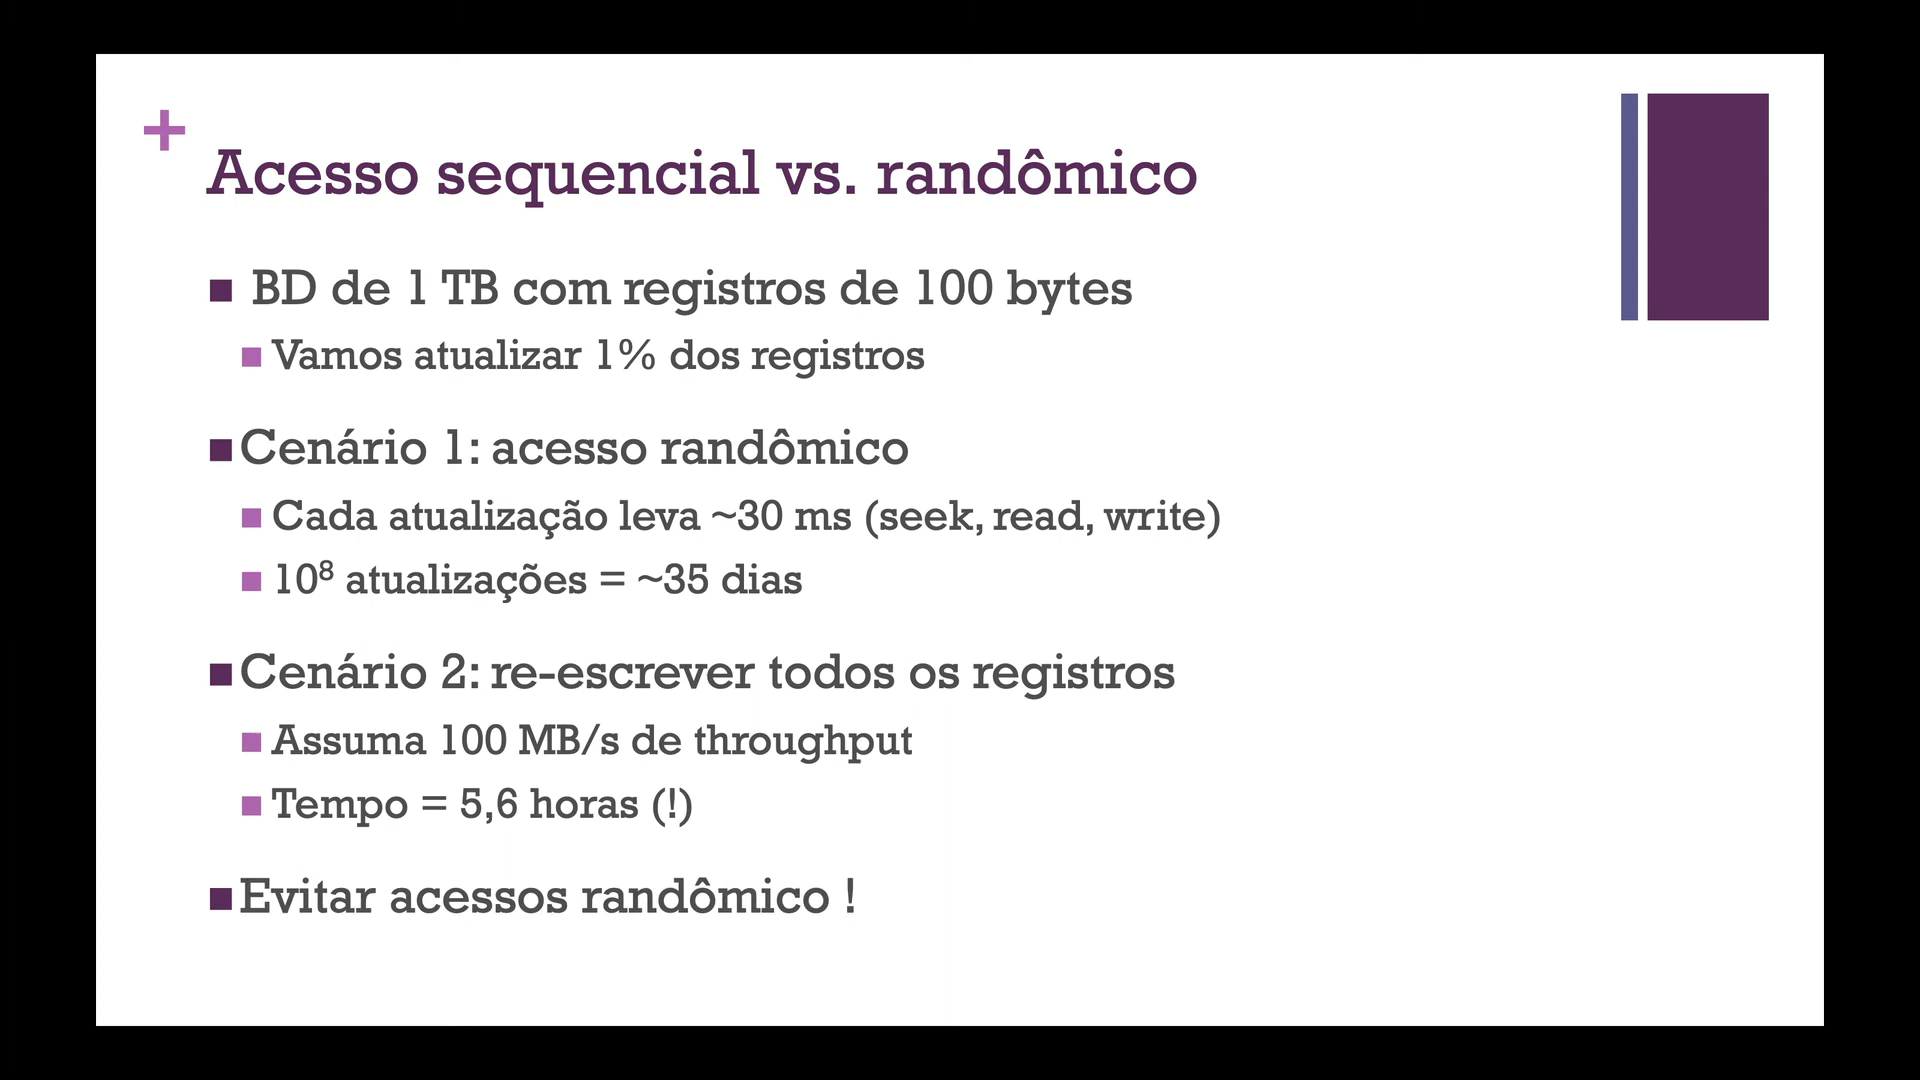 +
Acesso sequencial vs. randômico
BD de 1 TB com registros de 100 bytes
Vamos atualizar 1% dos registros
Cenário 1: acesso randômico
Cada atualização leva ~30 ms (seek, read, write)
10⁸ atualizações = ~35 dias
Cenário 2: re-escrever todos os registros
Assuma 100 MB/s de throughput
Tempo = 5,6 horas (!)
Evitar acessos randômico !